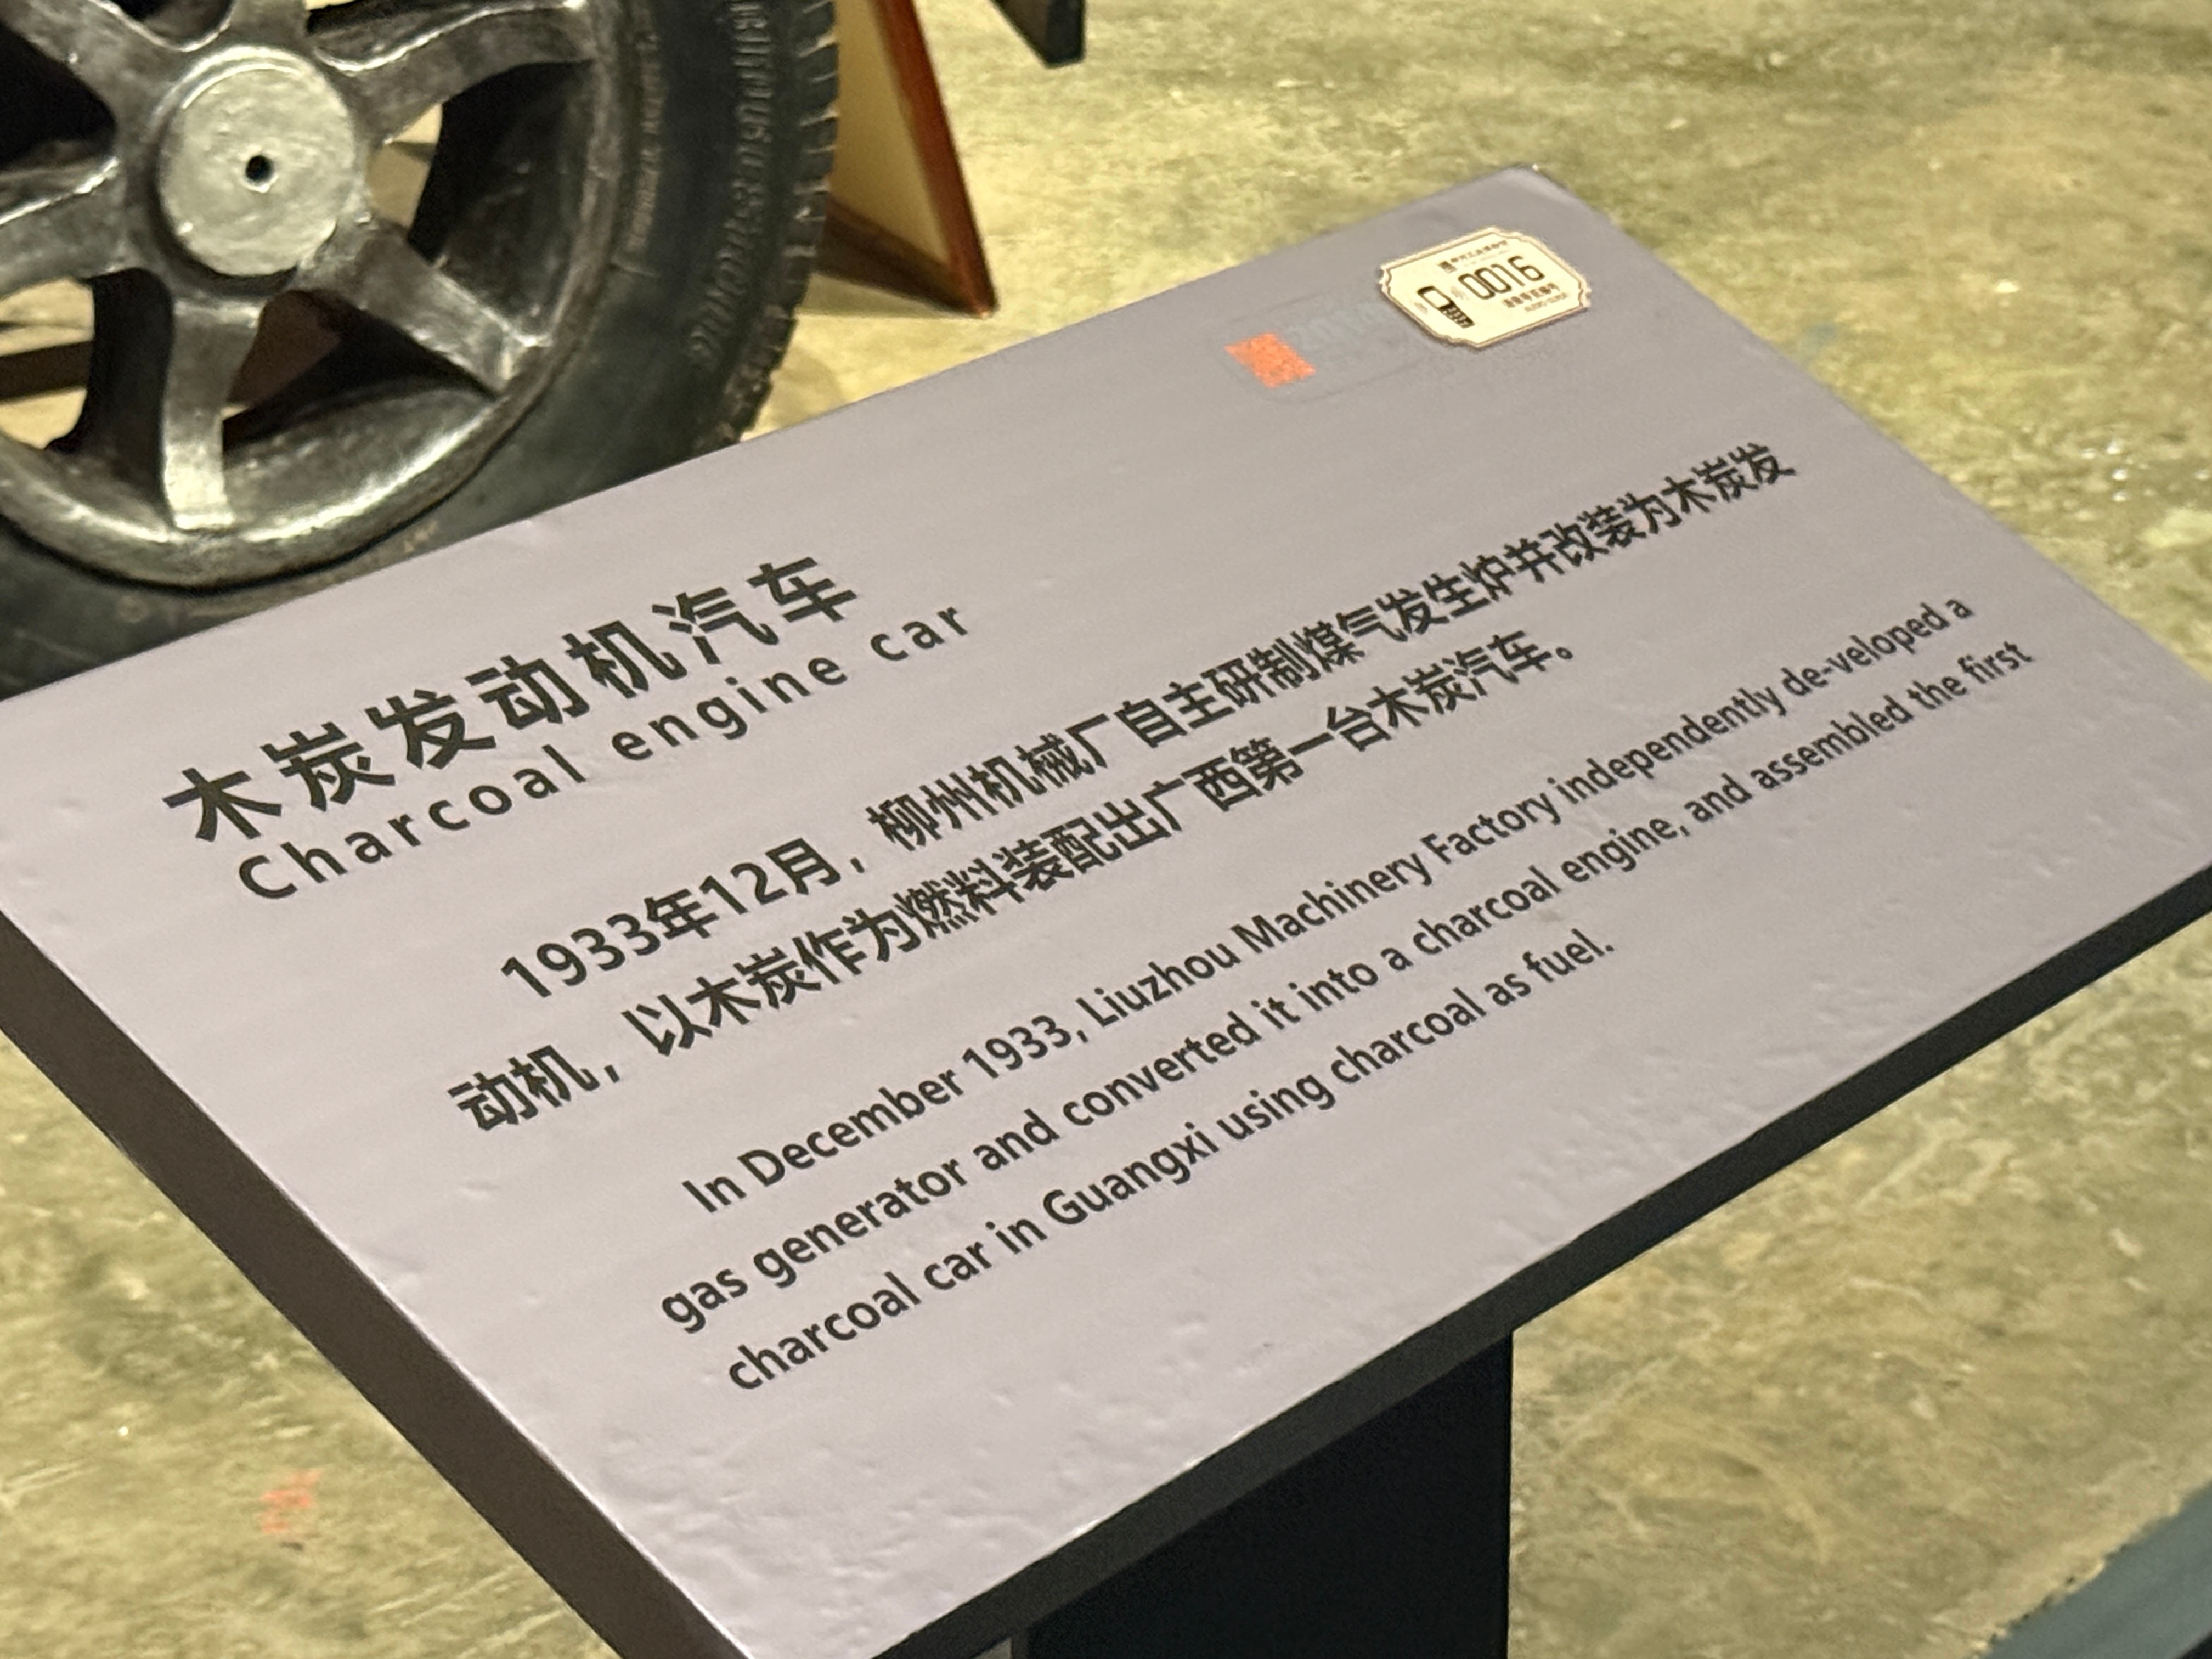 0016
木炭发动机汽车
Charcoal engine car
1933年12月，柳州机械厂自主研制煤气发生炉并改装为木炭发
动机，以木炭作为燃料装配出广西第一台木炭汽车。
In December 1933, Liuzhou Machinery Factory independently de-veloped a
gas generator and converted it into a charcoal engine, and assembled the first
charcoal car in Guangxi using charcoal as fuel.